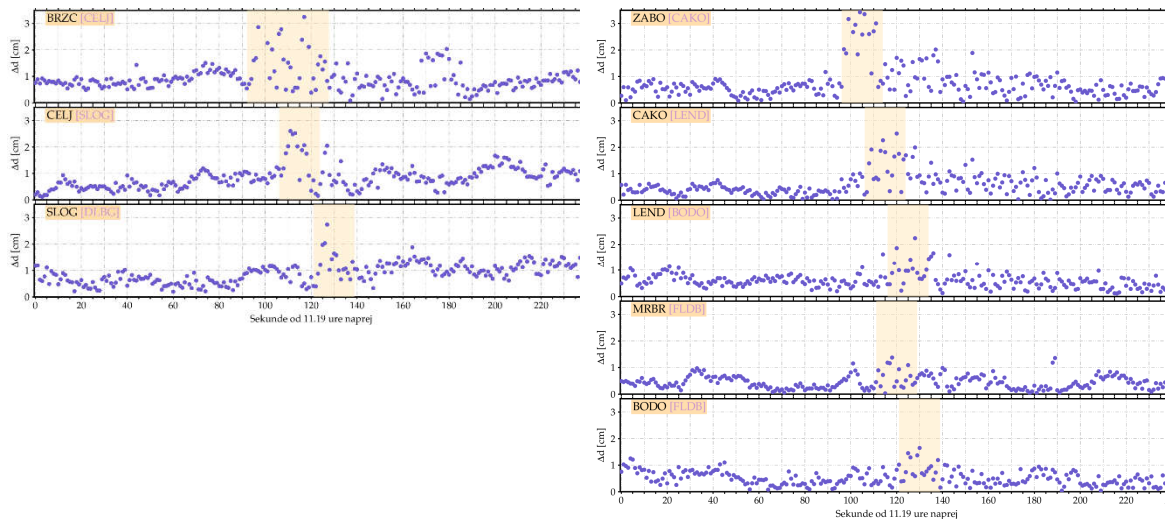 BRZC [CELJ]
Δd [cm]
3
2
1
0
CELJ [SLOG]
Δd [cm]
3
2
1
0
SLOG [DLBG]
Δd [cm]
3
2
1
0
0 20 40 60 80 100 120 140 160 180 200 220
Sekunde od 11.19 ure naprej
ZABO [CAKO]
Δd [cm]
3
2
1
0
CAKO [LEND]
Δd [cm]
3
2
1
0
LEND [BODO]
Δd [cm]
3
2
1
0
MRBR [FLDB]
Δd [cm]
3
2
1
0
BODO [FLDB]
Δd [cm]
3
2
1
0
0 20 40 60 80 100 120 140 160 180 200 220
Sekunde od 11.19 ure naprej